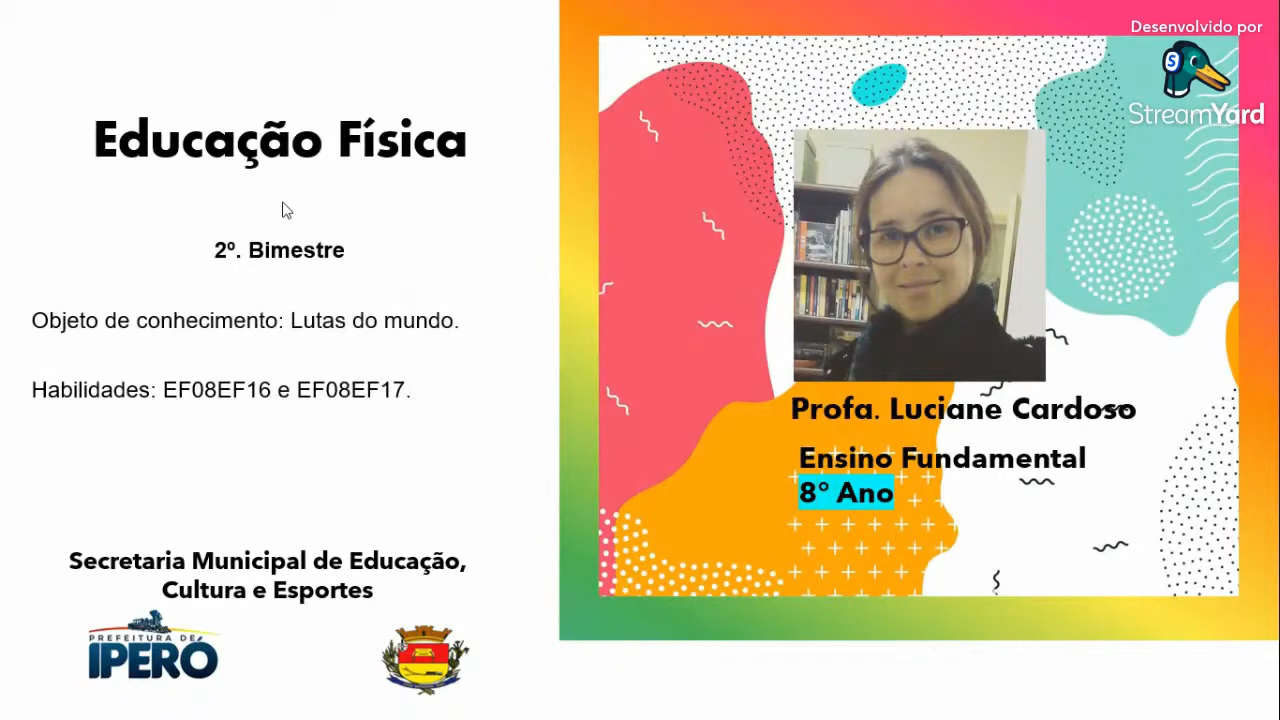 Educação Física
2º. Bimestre
Objeto de conhecimento: Lutas do mundo.
Habilidades: EF08EF16 e EF08EF17.
Secretaria Municipal de Educação,
Cultura e Esportes
PREFEITURA DE
IPERÓ
Desenvolvido por
S
StreamYard
Profa. Luciane Cardoso
Ensino Fundamental
8° Ano